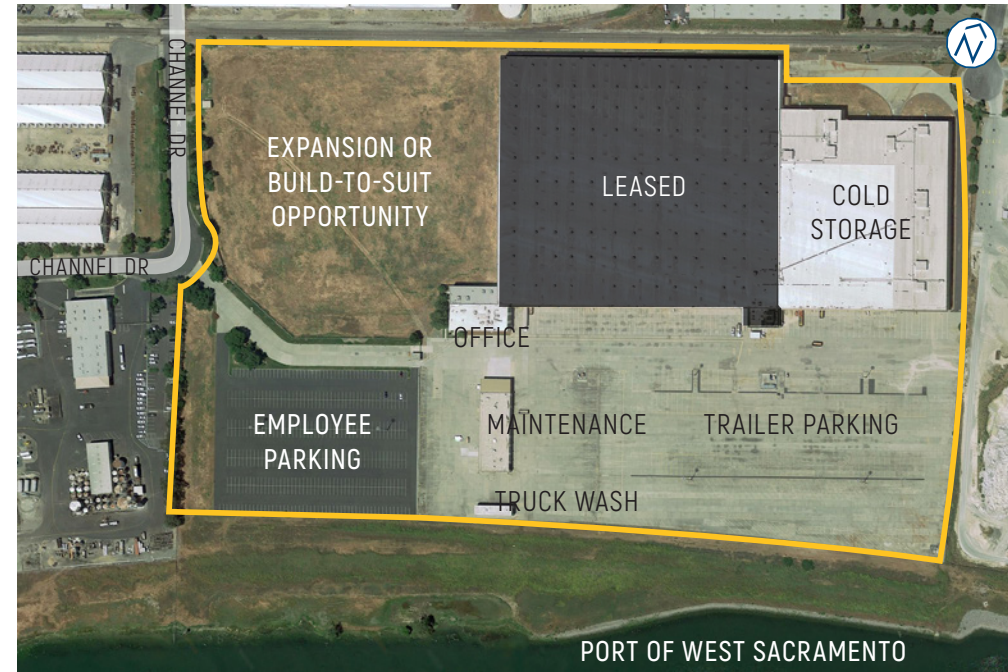 CHANNEL DR
EXPANSION OR
BUILD-TO-SUIT
OPPORTUNITY
LEASED
COLD
STORAGE
CHANNEL DR
OFFICE
EMPLOYEE
PARKING
MAINTENANCE
TRAILER PARKING
TRUCK WASH
PORT OF WEST SACRAMENTO